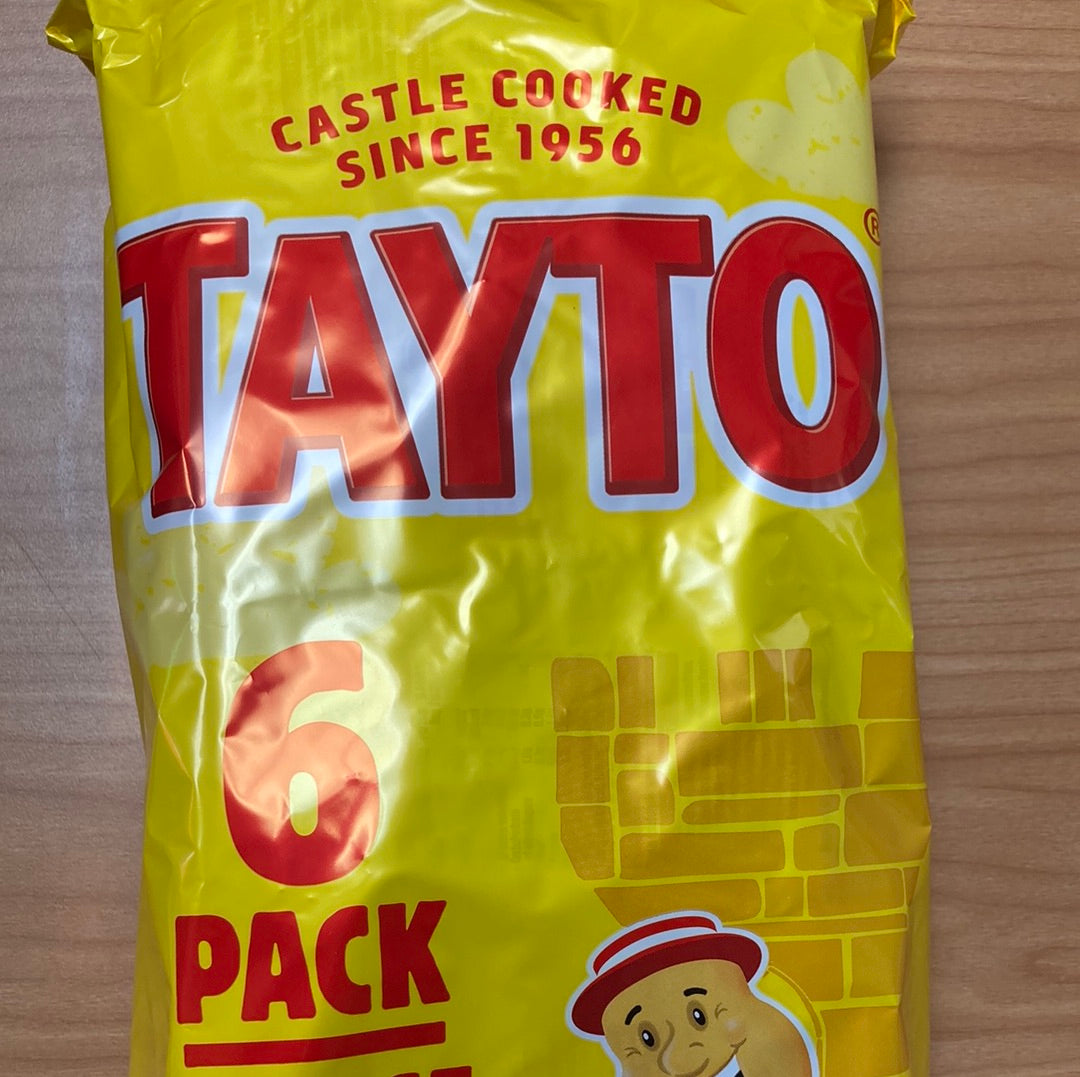 CASTLE COOKED
SINCE 1956
TAYTO®
6
PACK